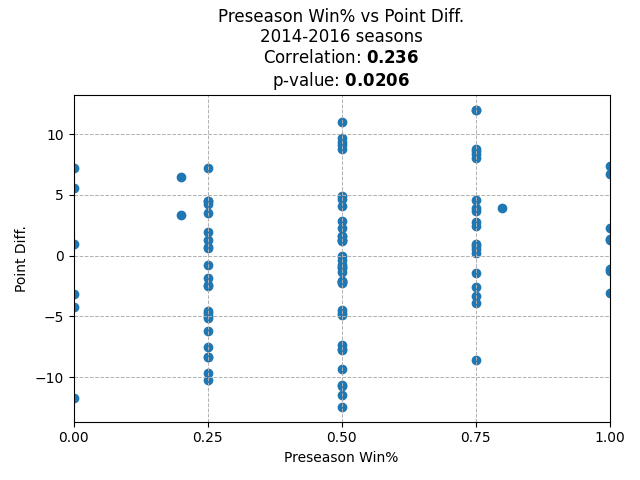 Preseason Win% vs Point Diff.
2014-2016 seasons
Correlation: 0.236
p-value: 0.0206
10
5
0
−5
−10
Point Diff.
0.00 0.25 0.50 0.75 1.00
Preseason Win%